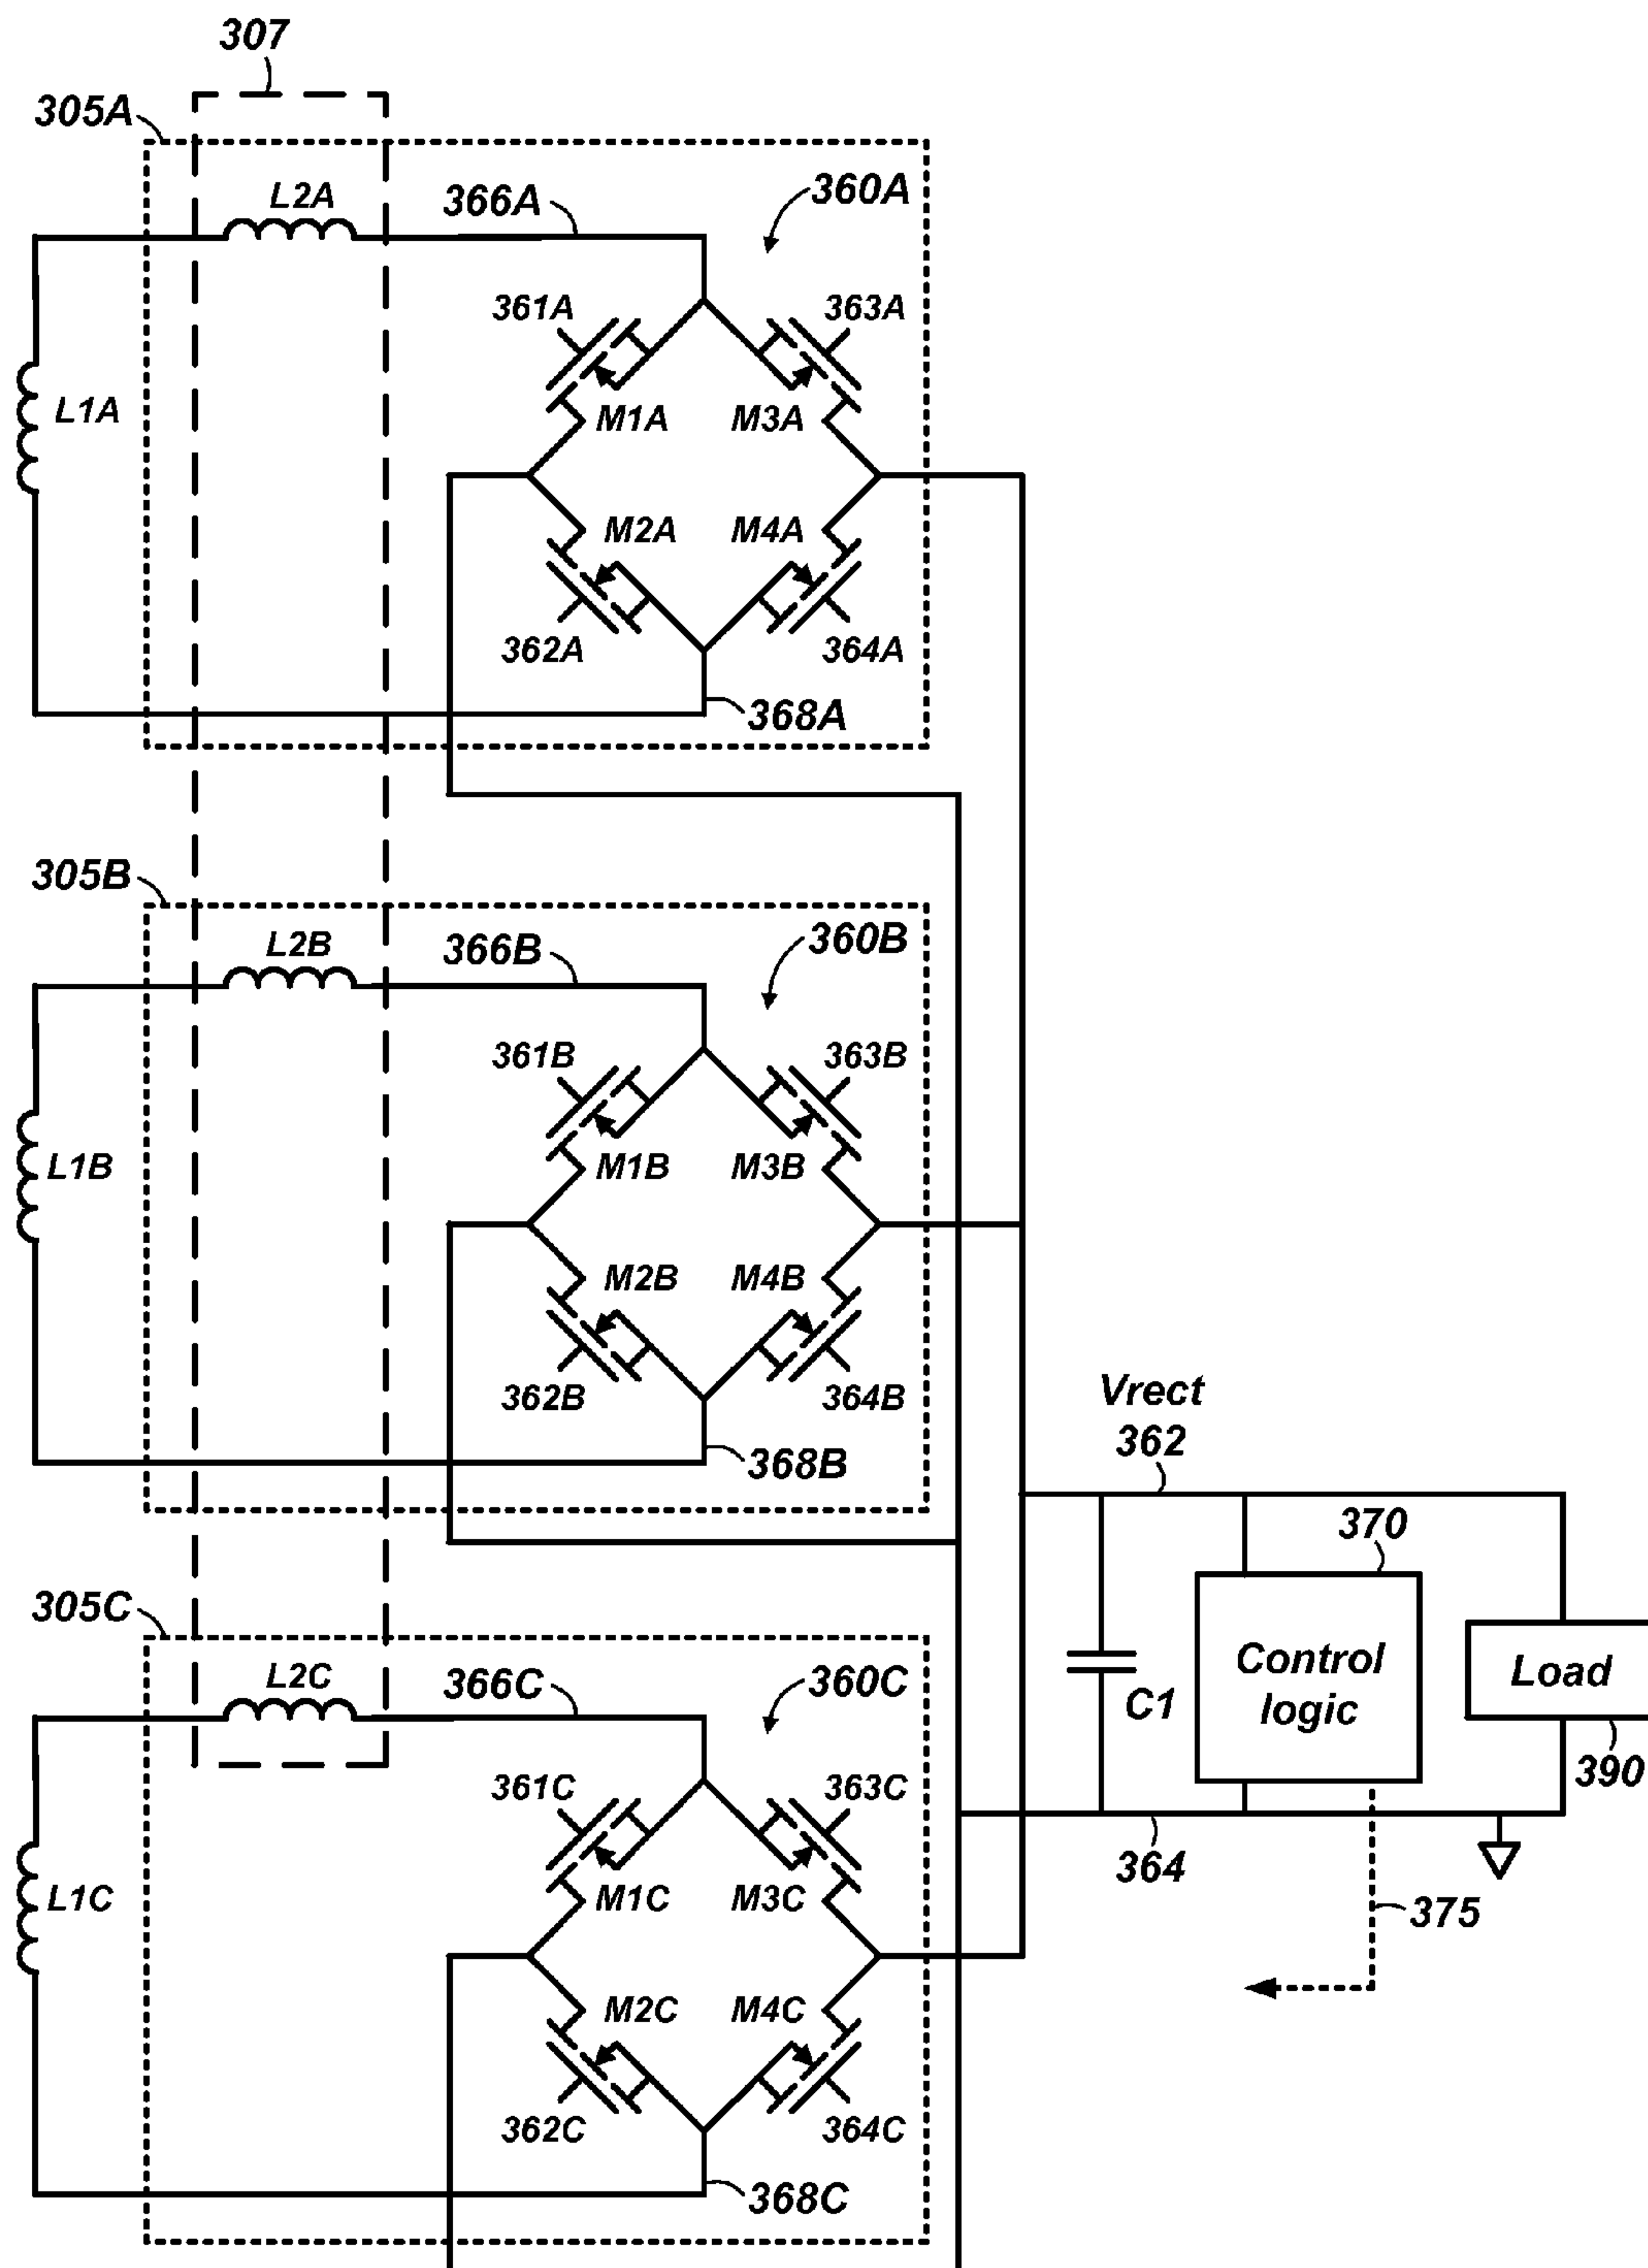 307
305A
L2A
366A
360A
361A
363A
L1A
M1A
M3A
M2A
M4A
362A
364A
368A
305B
L2B
366B
360B
361B
363B
L1B
M1B
M3B
M2B
M4B
362B
364B
368B
Vrect
362
370
Control
logic
C1
Load
390
364
375
305C
L2C
366C
360C
361C
363C
L1C
M1C
M3C
M2C
M4C
362C
364C
368C